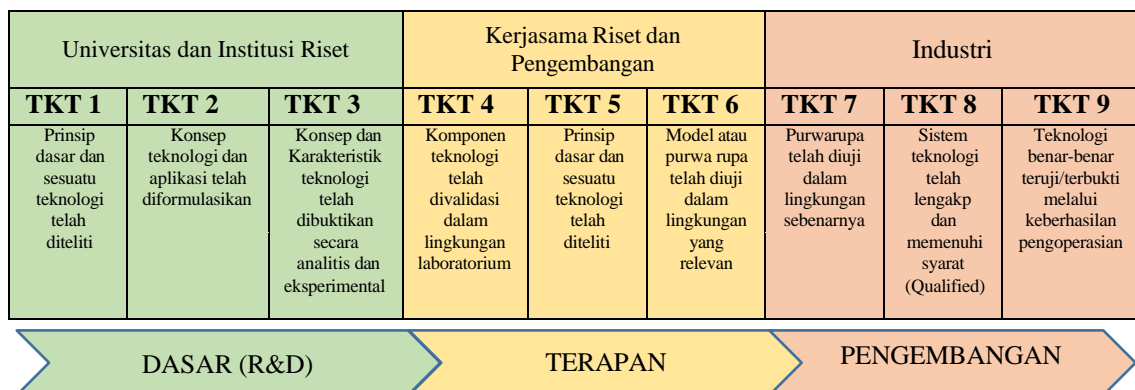 Universitas dan Institusi Riset
Kerjasama Riset dan
Pengembangan
Industri
TKT 1
TKT 2
TKT 3
TKT 4
TKT 5
TKT 6
TKT 7
TKT 8
TKT 9
Prinsip
dasar dan
sesuatu
teknologi
telah
diteliti
Konsep
teknologi dan
aplikasi telah
diformulasikan
Konsep dan
Karakteristik
teknologi
telah
dibuktikan
secara
analitis dan
eksperimental
Komponen
teknologi
telah
divalidasi
dalam
lingkungan
laboratorium
Prinsip
dasar dan
sesuatu
teknologi
telah
diteliti
Model atau
purwa rupa
telah diuji
dalam
lingkungan
yang
relevan
Purwarupa
telah diuji
dalam
lingkungan
sebenarnya
Sistem
teknologi
telah
lengakp
dan
memenuhi
syarat
(Qualified)
Teknologi
benar-benar
teruji/terbukti
melalui
keberhasilan
pengoperasian
DASAR (R&D)
TERAPAN
PENGEMBANGAN